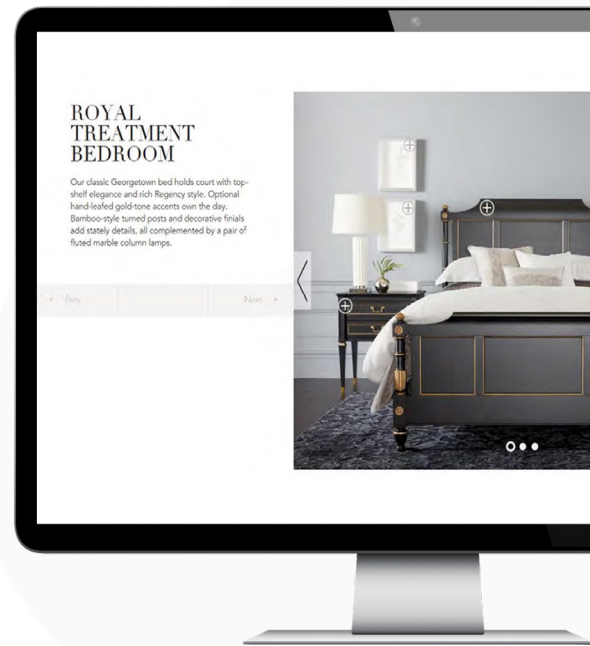 ROYAL
TREATMENT
BEDROOM
Our classic Georgetown bed holds court with top-
shelf elegance and rich Regency style. Optional
hand-leafed gold-tone accents own the day.
Bamboo-style turned posts and decorative finials
add stately details, all complemented by a pair of
fluted marble column lamps.
Prev
Next